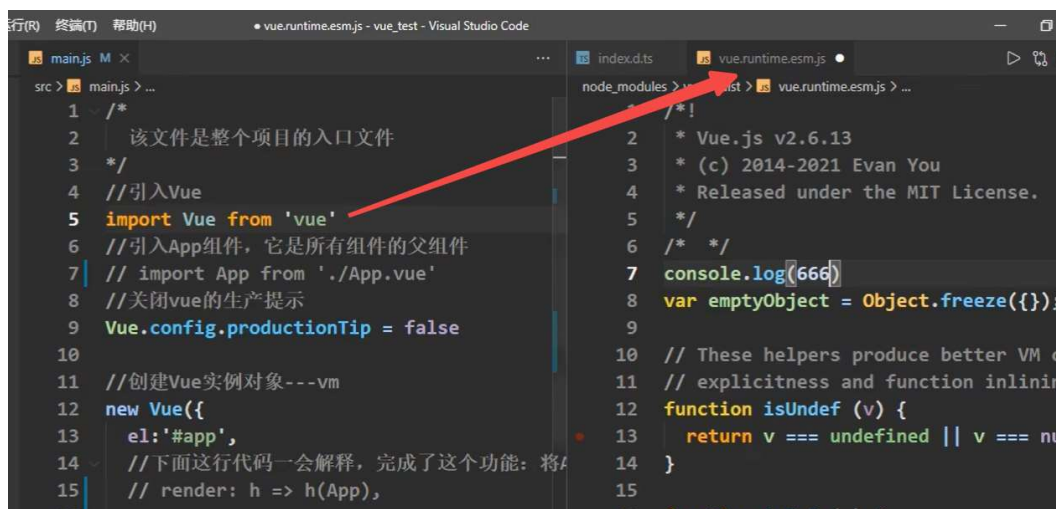 运行(R) 终端(T) 帮助(H) ● vue.runtime.esm.js - vue_test - Visual Studio Code
JS main.js M × ···
src > JS main.js > ...
1 /*
2 该文件是整个项目的入口文件
3 */
4 //引入Vue
5 import Vue from 'vue'
6 //引入App组件，它是所有组件的父组件
7 // import App from './App.vue'
8 //关闭vue的生产提示
9 Vue.config.productionTip = false
10
11 //创建Vue实例对象---vm
12 new Vue({
13 el:'#app',
14 //下面这行代码一会解释，完成了这个功能：将A
15 // render: h => h(App),
TS index.d.ts JS vue.runtime.esm.js ●
node_modules > JS vue.runtime.esm.js > ...
/*!
2 * Vue.js v2.6.13
3 * (c) 2014-2021 Evan You
4 * Released under the MIT License.
5 */
6 /* */
7 console.log(666)
8 var emptyObject = Object.freeze({});
9
10 // These helpers produce better VM
11 // explicitness and function
12 function isUndef (v) {
13 return v === undefined || v ===
14 }
15